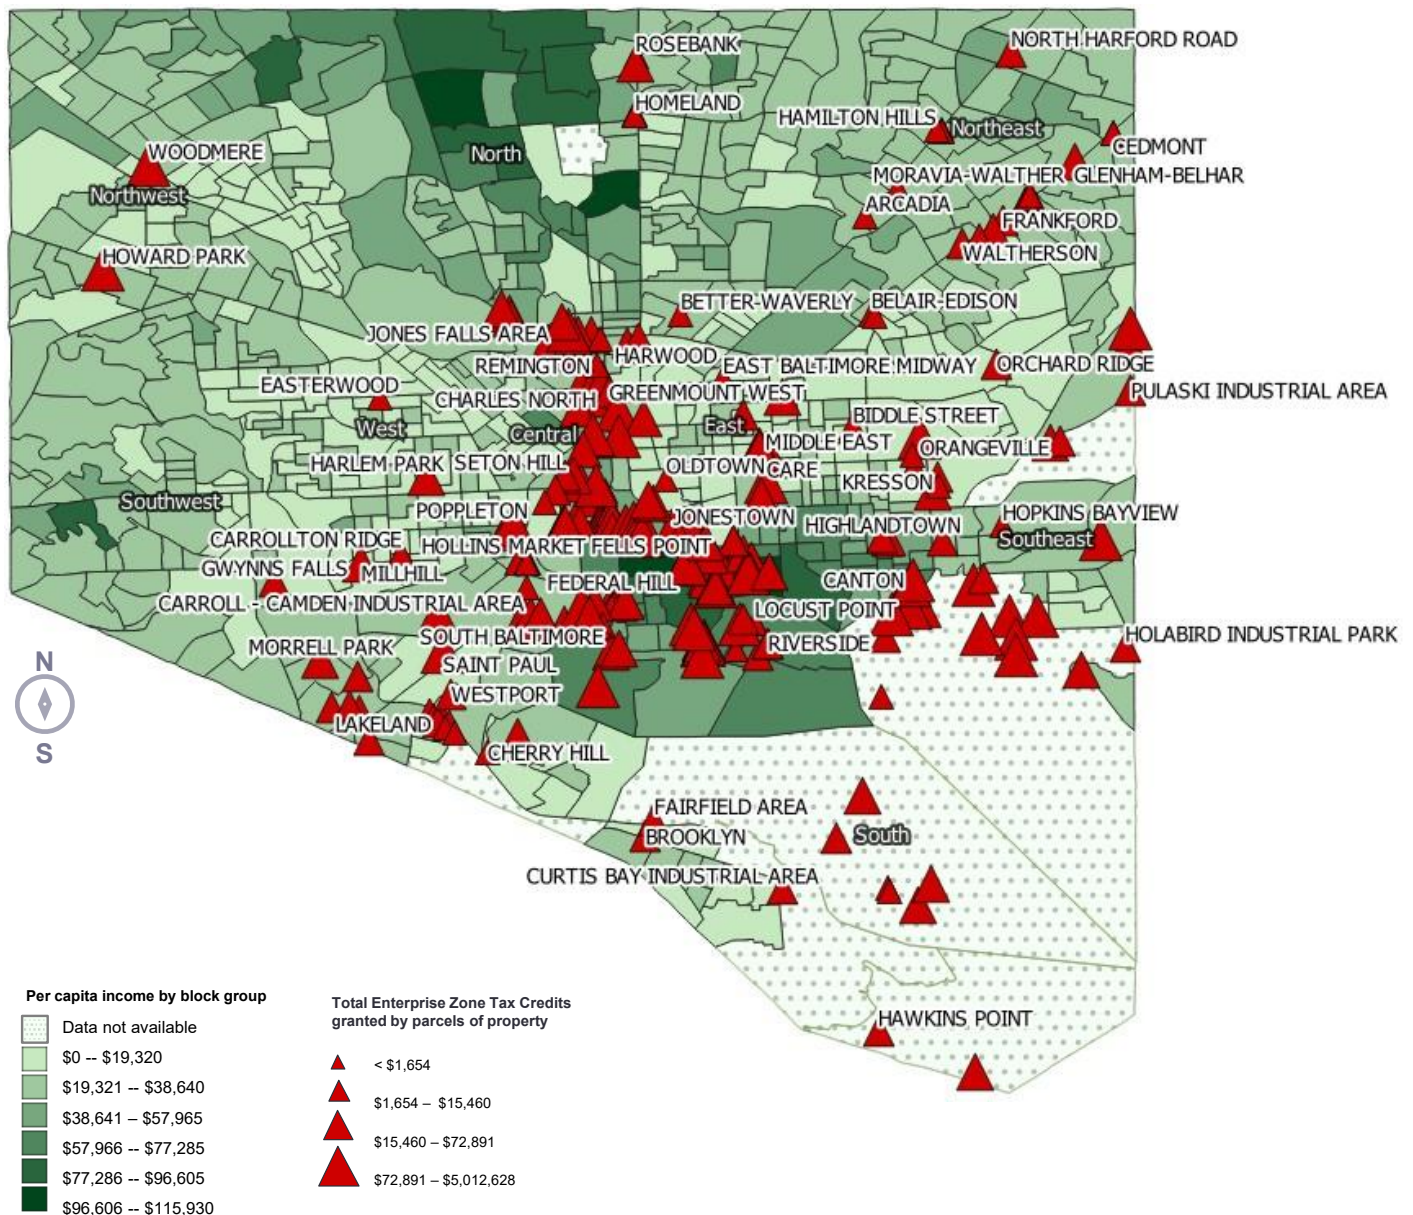 ROSEBANK
NORTH HARFORD ROAD
HOMELAND
HAMILTON HILLS
Northeast
CEDMONT
North
WOODMERE
Northwest
MORAVIA-WALTHER
GLENHAM-BELHAR
ARCADIA
FRANKFORD
WALTHERSON
HOWARD PARK
BETTER-WAVERLY
BELAIR-EDISON
JONES FALLS AREA
HARWOOD
REMINGTON
EAST BALTIMORE MIDWAY
ORCHARD RIDGE
EASTERWOOD
CHARLES NORTH
GREENMOUNT WEST
PULASKI INDUSTRIAL AREA
BIDDLE STREET
West
Central
East
MIDDLE EAST
ORANGEVILLE
HARLEM PARK
SETON HILL
OLDTOWN
CARE
KRESSON
Southwest
POPPLETON
JONESTOWN
HIGHLANDTOWN
HOPKINS BAYVIEW
Southeast
CARROLLTON RIDGE
HOLLINS MARKET
FELLS POINT
GWYNNS FALLS
MILLHILL
FEDERAL HILL
CANTON
CARROLL - CAMDEN INDUSTRIAL AREA
LOCUST POINT
SOUTH BALTIMORE
RIVERSIDE
HOLABIRD INDUSTRIAL PARK
MORRELL PARK
SAINT PAUL
WESTPORT
LAKELAND
CHERRY HILL
FAIRFIELD AREA
BROOKLYN
South
CURTIS BAY INDUSTRIAL AREA
HAWKINS POINT
N
S
Per capita income by block group
Data not available
$0 -- $19,320
$19,321 -- $38,640
$38,641 – $57,965
$57,966 -- $77,285
$77,286 -- $96,605
$96,606 -- $115,930
Total Enterprise Zone Tax Credits
granted by parcels of property
< $1,654
$1,654 – $15,460
$15,460 – $72,891
$72,891 – $5,012,628